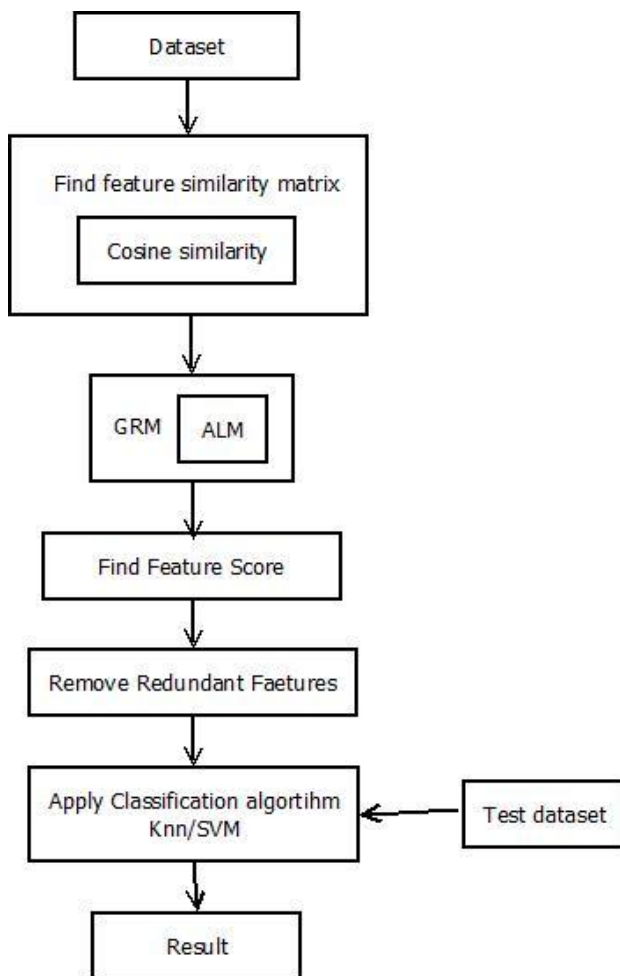 Dataset
Find feature similarity matrix
Cosine similarity
GRM
ALM
Find Feature Score
Remove Redundant Faetures
Apply Classification algortihm
Knn/SVM
Test dataset
Result